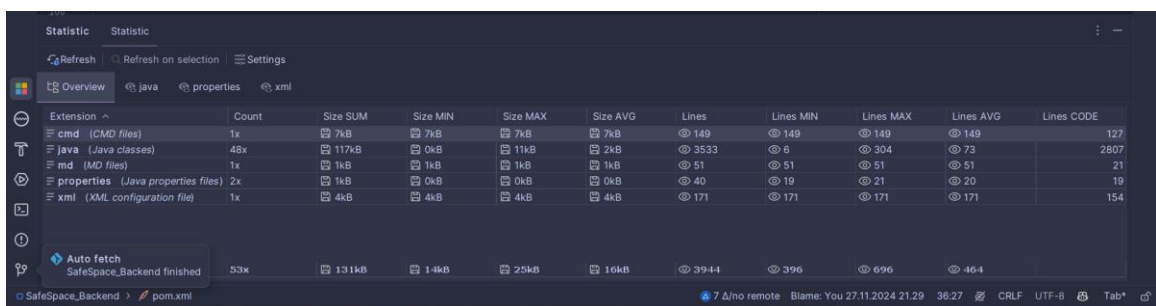 Statistic Statistic
Refresh Refresh on selection Settings
Overview java properties xml
Extension Count Size SUM Size MIN Size MAX Size AVG Lines Lines MIN Lines MAX Lines AVG Lines CODE
cmd (CMD files) 1x 7kB 7kB 7kB 7kB 149 149 149 149 127
java (Java classes) 48x 117kB 0kB 11kB 2kB 3533 6 304 73 2807
md (MD files) 1x 1kB 1kB 1kB 1kB 51 51 51 51 21
properties (Java properties files) 2x 1kB 0kB 0kB 0kB 40 19 21 20 19
xml (XML configuration file) 1x 4kB 4kB 4kB 4kB 171 171 171 171 154
Auto fetch
SafeSpace_Backend finished
53x 131kB 14kB 25kB 16kB 3944 396 696 464
SafeSpace_Backend > pom.xml 7 Δ/no remote Blame: You 27.11.2024 21.29 36:27 CRLF UTF-8 Tab*